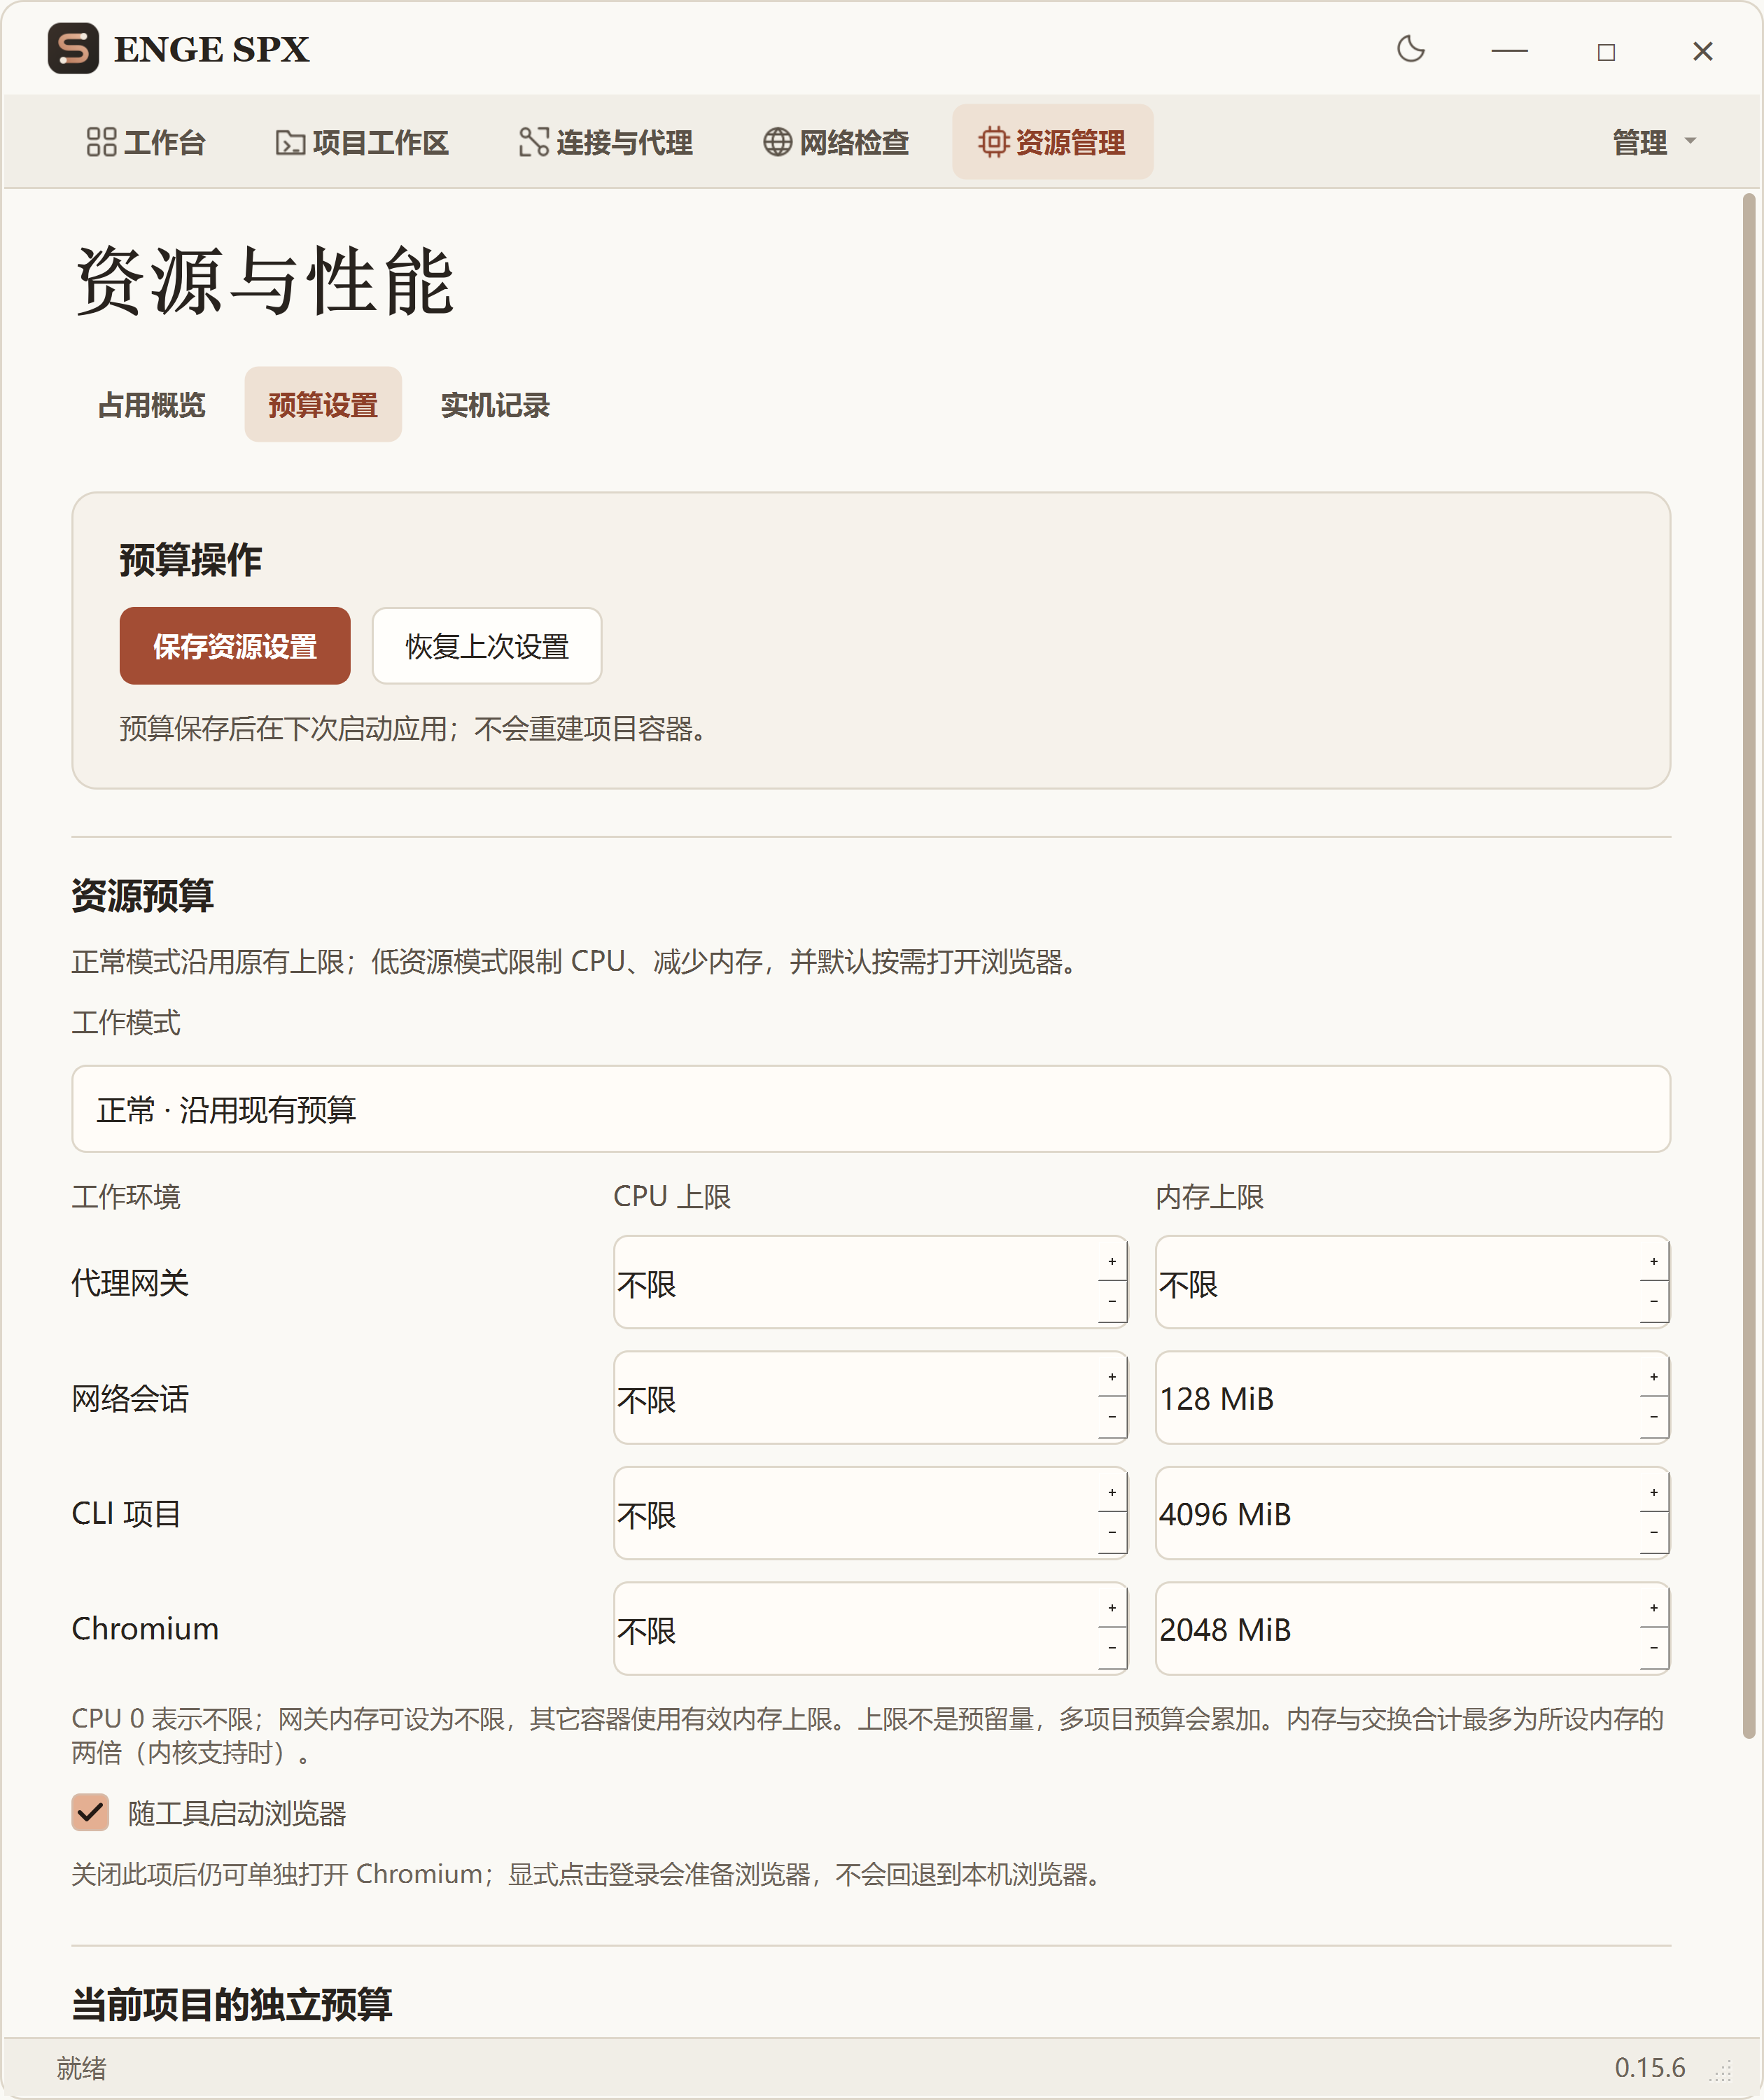 ENGE SPX
工作台 项目工作区 连接与代理 网络检查 资源管理 管理
资源与性能
占用概览 预算设置 实机记录
预算操作
保存资源设置 恢复上次设置
预算保存后在下次启动应用；不会重建项目容器。
资源预算
正常模式沿用原有上限；低资源模式限制 CPU、减少内存，并默认按需打开浏览器。
工作模式
正常 · 沿用现有预算
工作环境 CPU 上限 内存上限
代理网关 不限 不限
网络会话 不限 128 MiB
CLI 项目 不限 4096 MiB
Chromium 不限 2048 MiB
CPU 0 表示不限；网关内存可设为不限，其它容器使用有效内存上限。上限不是预留量，多项目预算会累加。内存与交换合计最多为所设内存的
两倍（内核支持时）。
随工具启动浏览器
关闭此项后仍可单独打开 Chromium；显式点击登录会准备浏览器，不会回退到本机浏览器。
当前项目的独立预算
就绪 0.15.6